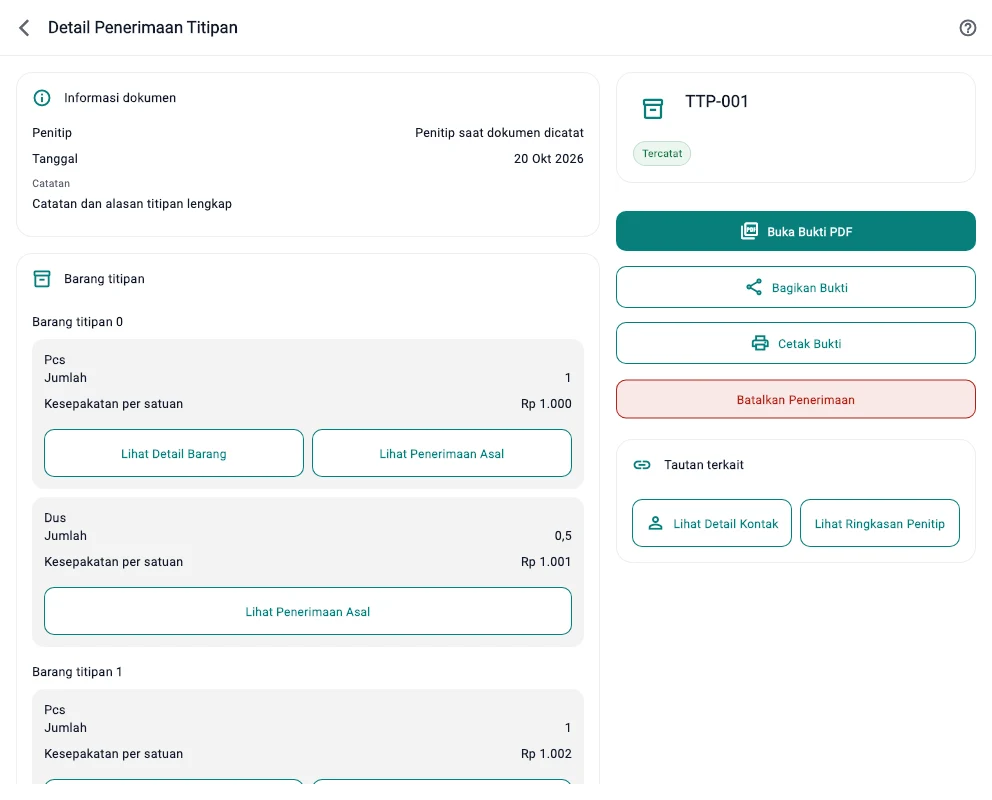 Detail Penerimaan Titipan
Informasi dokumen
Penitip Penitip saat dokumen dicatat
Tanggal 20 Okt 2026
Catatan
Catatan dan alasan titipan lengkap
Barang titipan
Barang titipan 0
Pcs
Jumlah 1
Kesepakatan per satuan Rp 1.000
Lihat Detail Barang Lihat Penerimaan Asal
Dus
Jumlah 0,5
Kesepakatan per satuan Rp 1.001
Lihat Penerimaan Asal
Barang titipan 1
Pcs
Jumlah 1
Kesepakatan per satuan Rp 1.002
TTP-001
Tercatat
PDF Buka Bukti PDF
Bagikan Bukti
Cetak Bukti
Batalkan Penerimaan
Tautan terkait
Lihat Detail Kontak Lihat Ringkasan Penitip